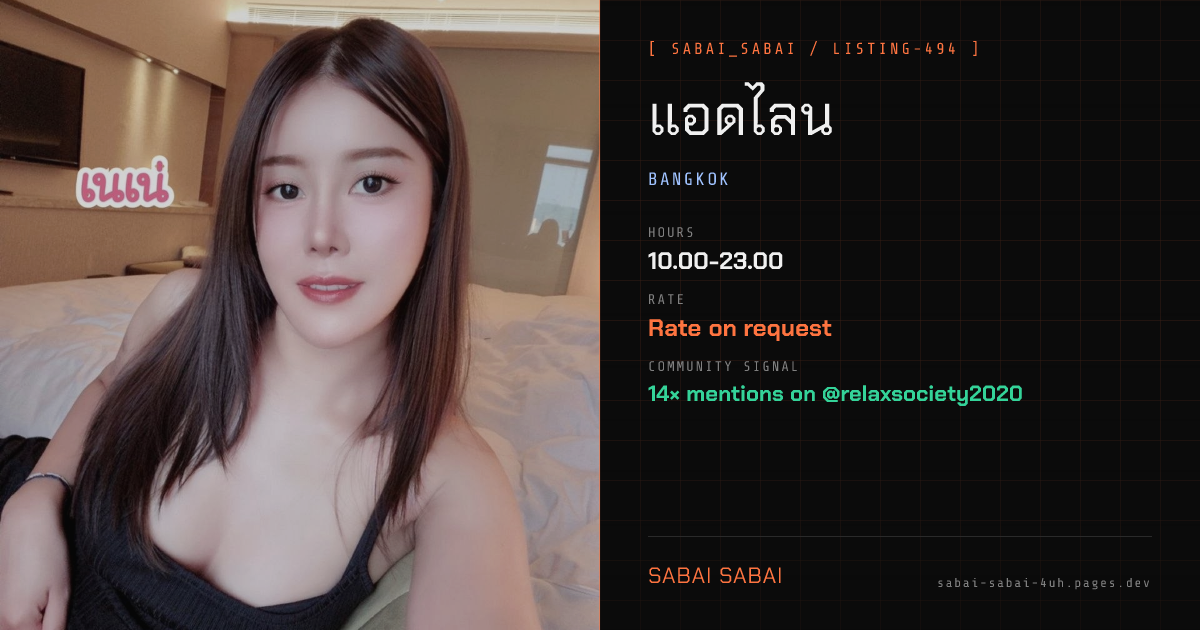 เนเน่
[ SABAI_SABAI / LISTING-494 ]
แอดไลน
BANGKOK
HOURS
10.00-23.00
RATE
Rate on request
COMMUNITY SIGNAL
14× mentions on @relaxsociety2020
SABAI SABAI
sabai-sabai-4uh.pages.dev